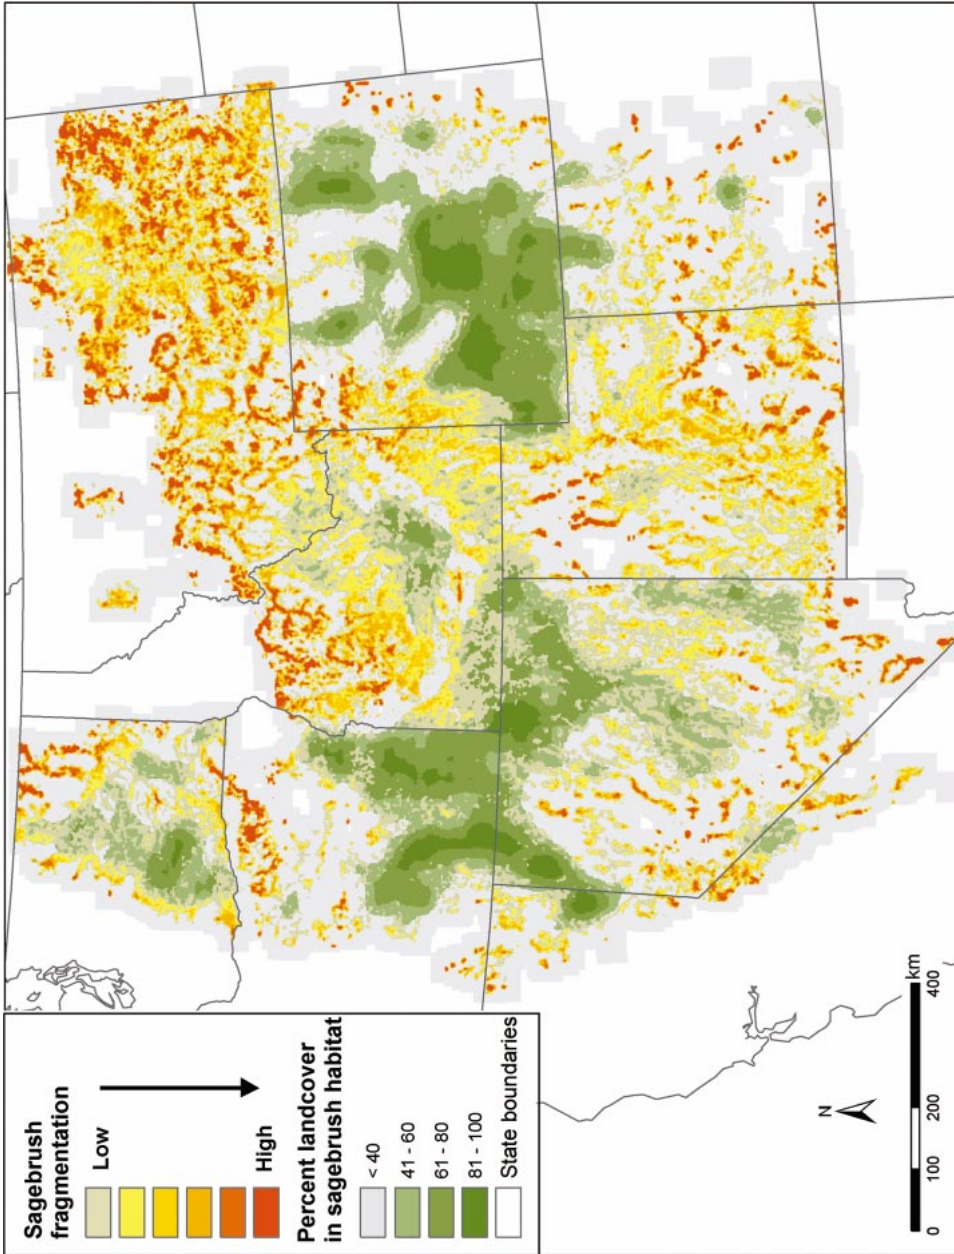 Sagebrush
fragmentation
Low
High
Percent landcover
in sagebrush habitat
< 40
41 - 60
61 - 80
81 - 100
State boundaries
N
0 100 200 400
km